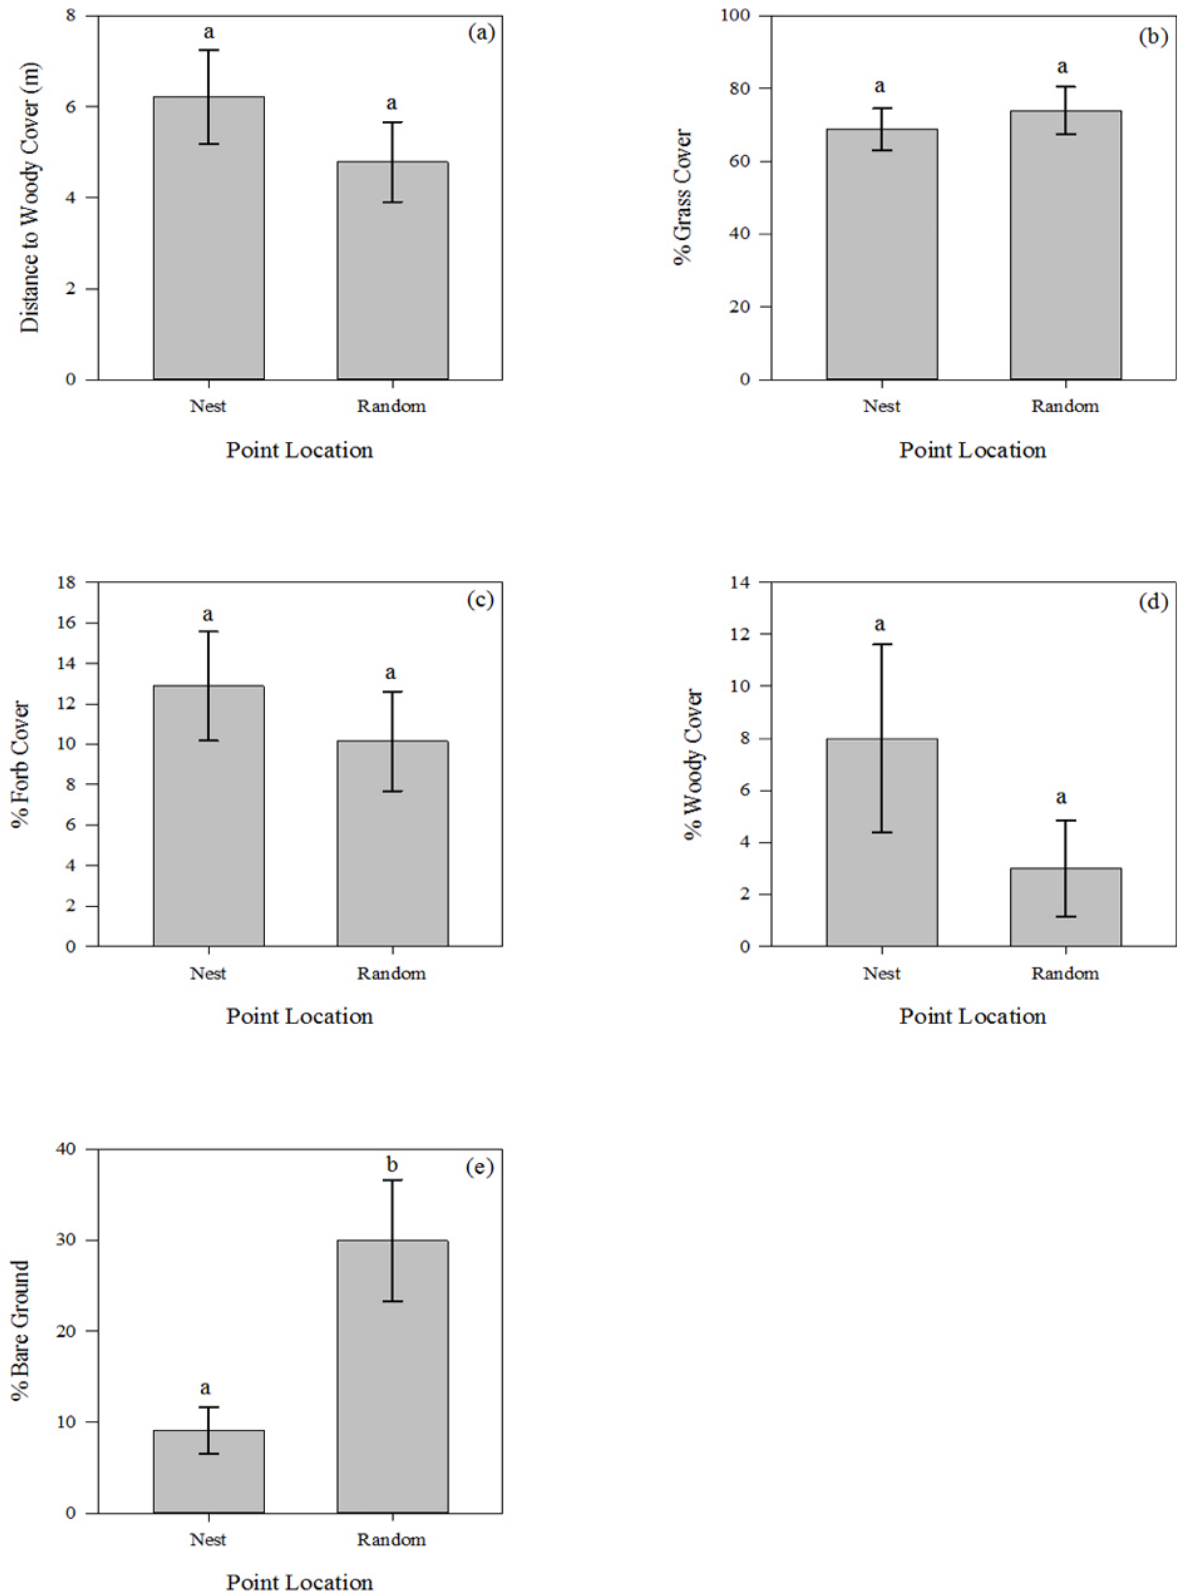 (a)
Distance to Woody Cover (m)
8
6
4
2
0
a
a
Nest
Random
Point Location
(b)
% Grass Cover
100
80
60
40
20
0
a
a
Nest
Random
Point Location
(c)
% Forb Cover
18
16
14
12
10
8
6
4
2
0
a
a
Nest
Random
Point Location
(d)
% Woody Cover
14
12
10
8
6
4
2
0
a
a
Nest
Random
Point Location
(e)
% Bare Ground
40
30
20
10
0
a
b
Nest
Random
Point Location